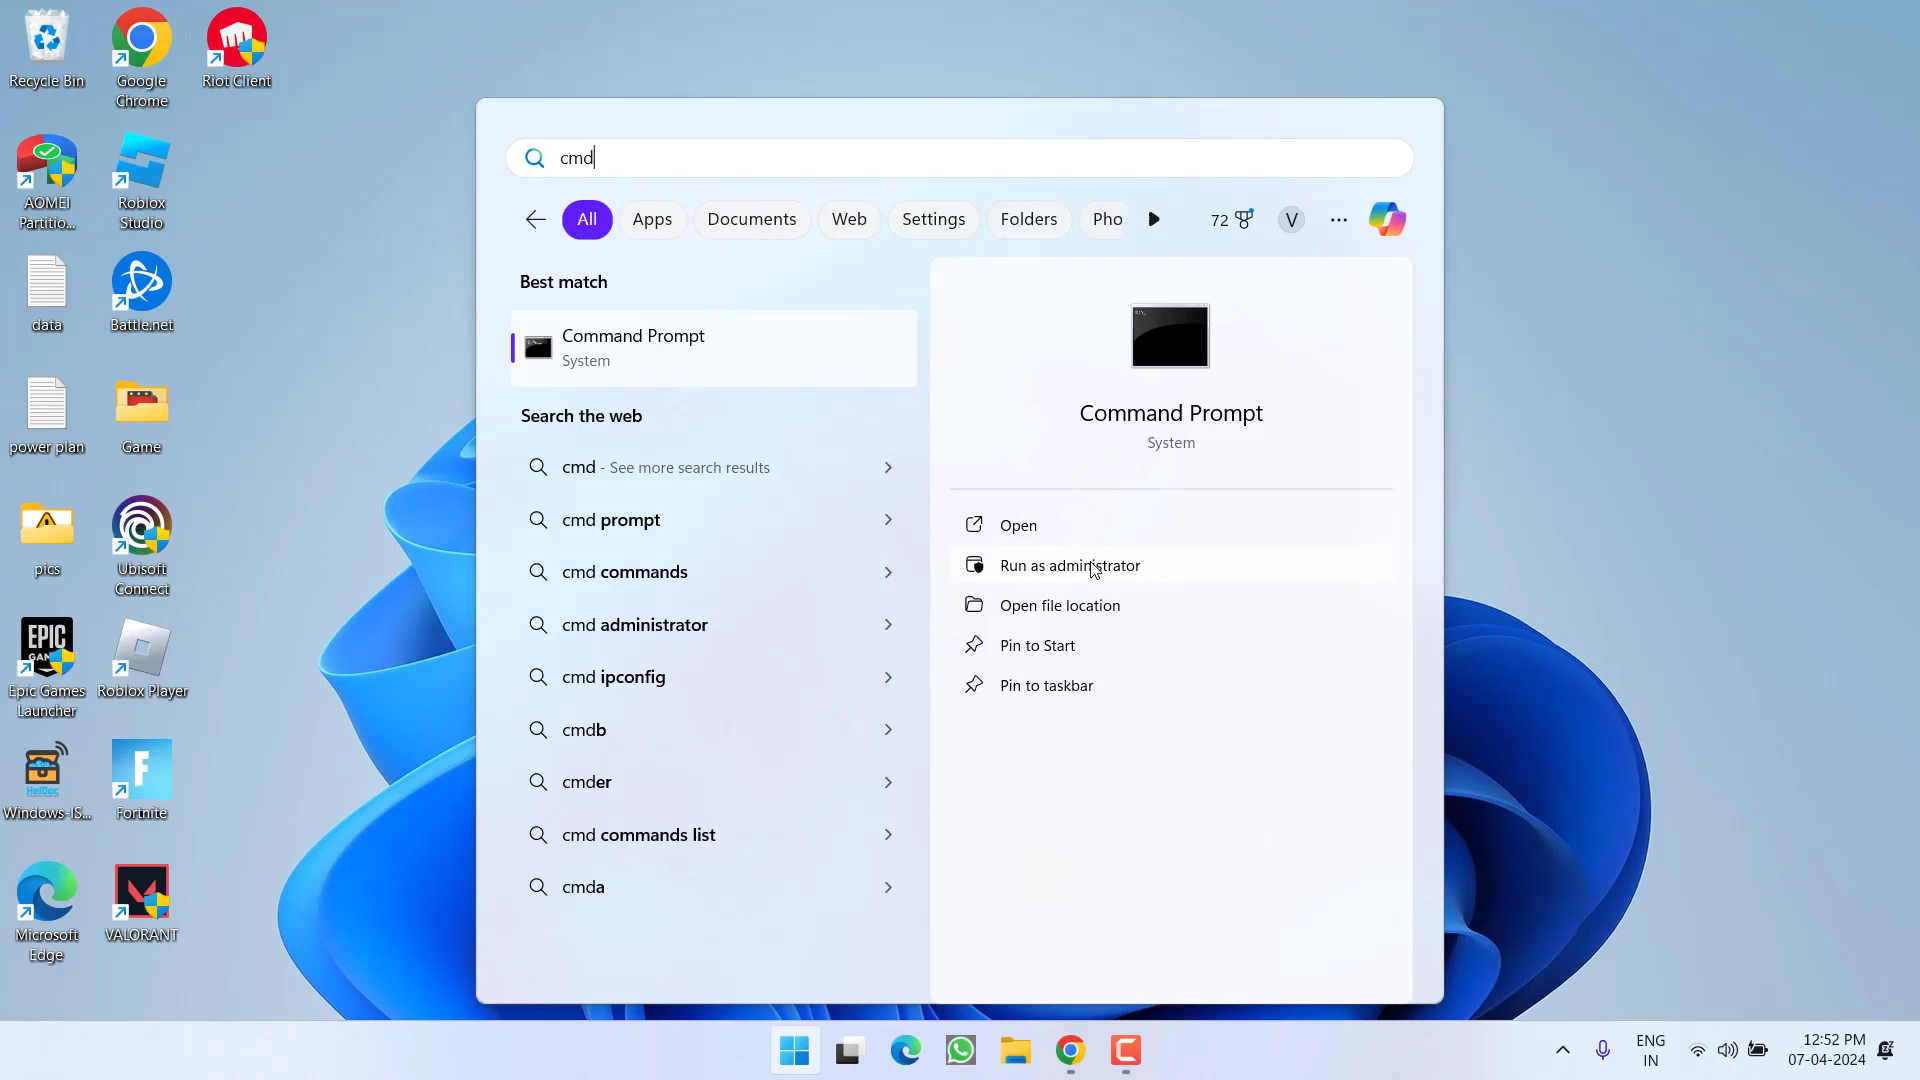 Recycle Bin
Google
Chrome
Riot Client
AOMEI
Partitio...
Roblox
Studio
data
Battle.net
power plan
Game
pics
Ubisoft
Connect
EPIC
Epic Games
Launcher
Roblox Player
HeiDoc
Windows-IS...
F
Fortnite
Microsoft
Edge
VALORANT
cmd
All
Apps
Documents
Web
Settings
Folders
Pho
72
V
Best match
Command Prompt
System
Search the web
cmd - See more search results
cmd prompt
cmd commands
cmd administrator
cmd ipconfig
cmdb
cmder
cmd commands list
cmda
Command Prompt
System
Open
Run as administrator
Open file location
Pin to Start
Pin to taskbar
ENG
IN
12:52 PM
07-04-2024